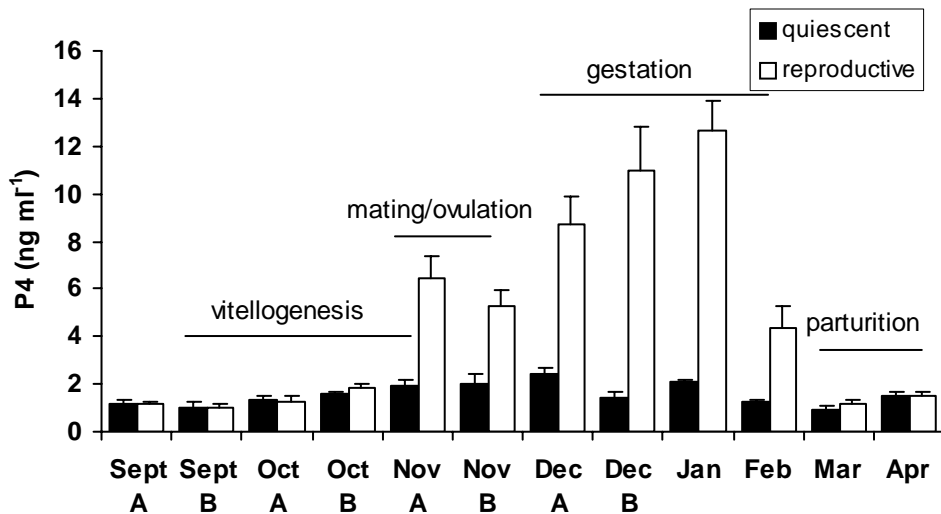 quiescent
reproductive
16
14
12
10
8
6
4
2
0
P4 (ng ml⁻¹)
gestation
mating/ovulation
vitellogenesis
parturition
Sept Sept Oct Oct Nov Nov Dec Dec Jan Feb Mar Apr
A B A B A B A B